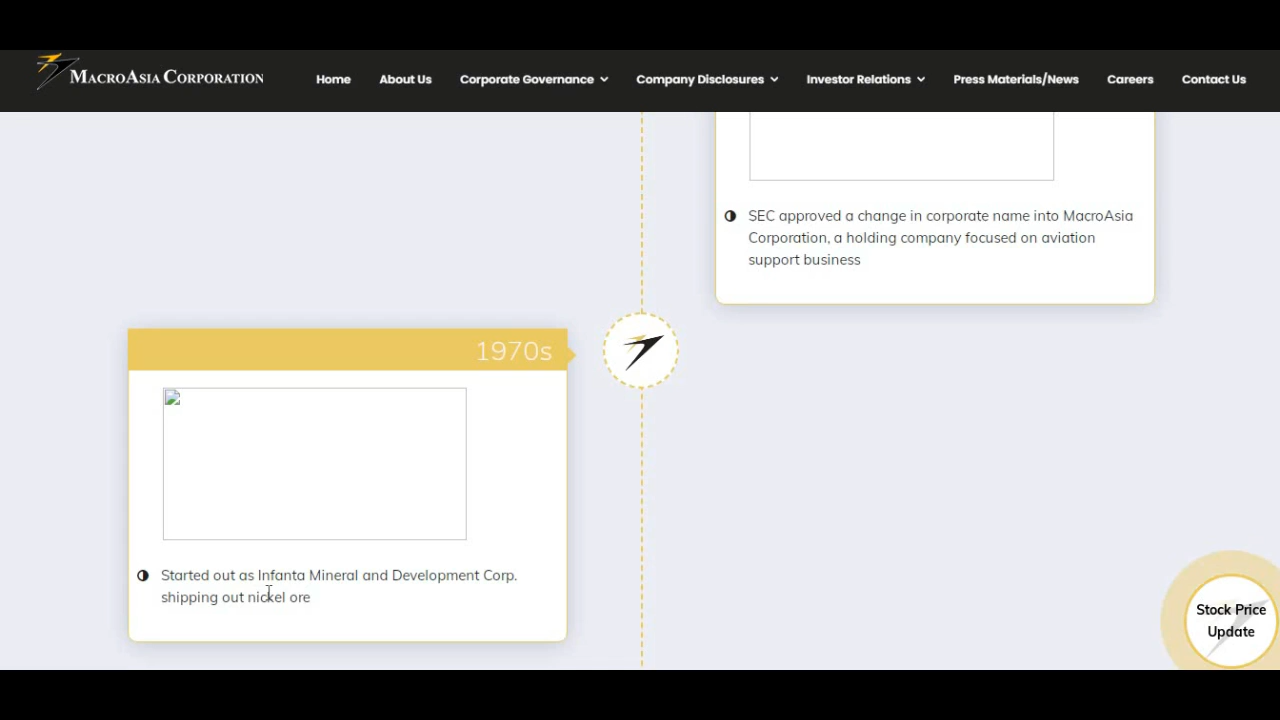 MACROASIA CORPORATION
Home About Us Corporate Governance Company Disclosures Investor Relations Press Materials/News Careers Contact Us
SEC approved a change in corporate name into MacroAsia
Corporation, a holding company focused on aviation
support business
1970s
Started out as Infanta Mineral and Development Corp.
shipping out nickel ore
Stock Price
Update